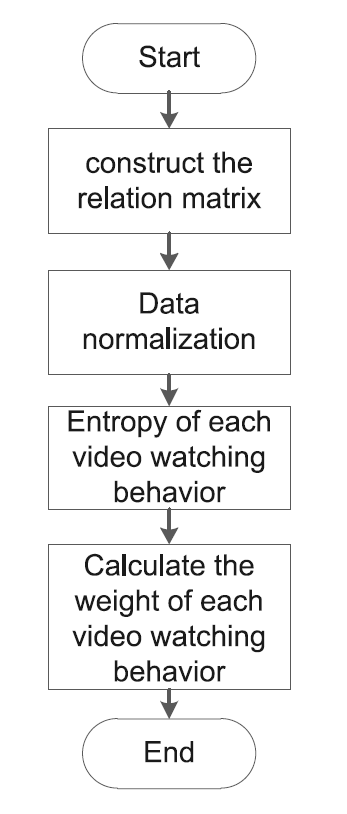 Start
construct the
relation matrix
Data
normalization
Entropy of each
video watching
behavior
Calculate the
weight of each
video watching
behavior
End